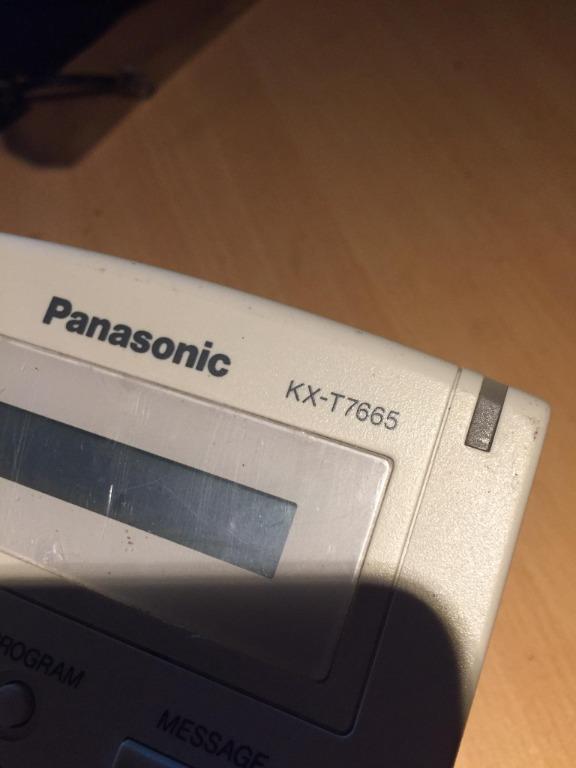 Panasonic
KX-T7665
PROGRAM
MESSAGE